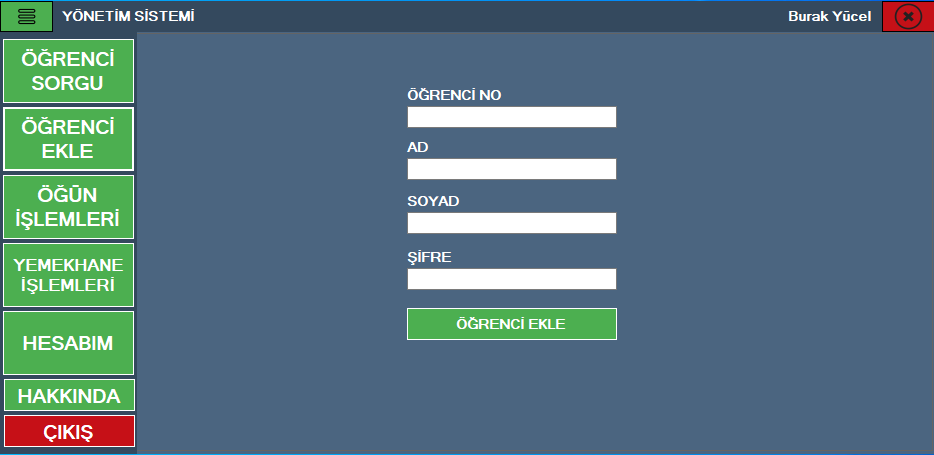 YÖNETİM SİSTEMİ
Burak Yücel
ÖĞRENCİ
SORGU
ÖĞRENCİ
EKLE
ÖĞÜN
İŞLEMLERİ
YEMEKHANE
İŞLEMLERİ
HESABIM
HAKKINDA
ÇIKIŞ
ÖĞRENCİ NO
AD
SOYAD
ŞİFRE
ÖĞRENCİ EKLE